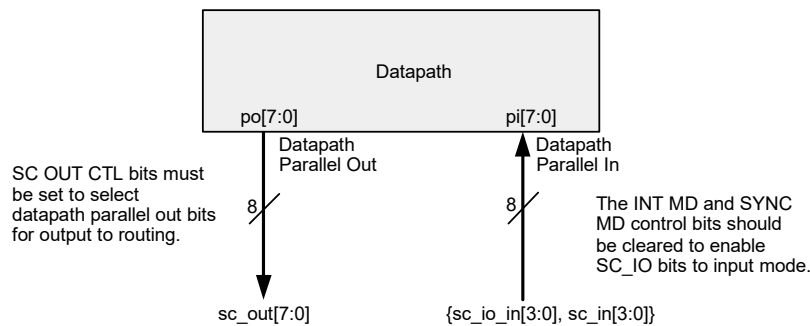 Datapath
po[7:0]
pi[7:0]
Datapath
Parallel Out
Datapath
Parallel In
SC OUT CTL bits must
be set to select
datapath parallel out bits
for output to routing.
8
8
The INT MD and SYNC
MD control bits should
be cleared to enable
SC_IO bits to input mode.
sc_out[7:0]
{sc_io_in[3:0], sc_in[3:0]}